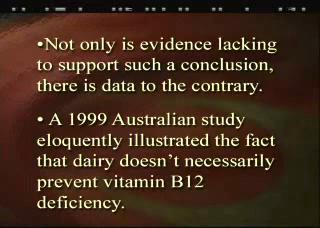 •Not only is evidence lacking
to support such a conclusion,
there is data to the contrary.
• A 1999 Australian study
eloquently illustrated the fact
that dairy doesn't necessarily
prevent vitamin B12
deficiency.